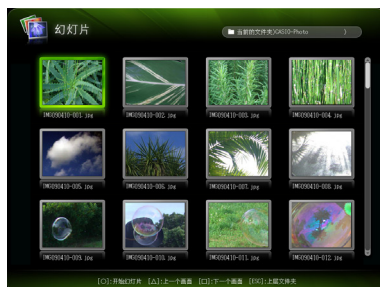 幻灯片
当前的文件夹\CASIO-Photo
IMG090410-001.jpg IMG090410-002.jpg IMG090410-003.jpg IMG090410-004.jpg
IMG090410-005.jpg IMG090410-006.jpg IMG090410-007.jpg IMG090410-008.jpg
IMG090410-009.jpg IMG090410-010.jpg IMG090410-011.jpg IMG090410-012.jpg
[○]:开始幻灯片 [△]:上一个画面 [□]:下一个画面 [ESC]:上层文件夹